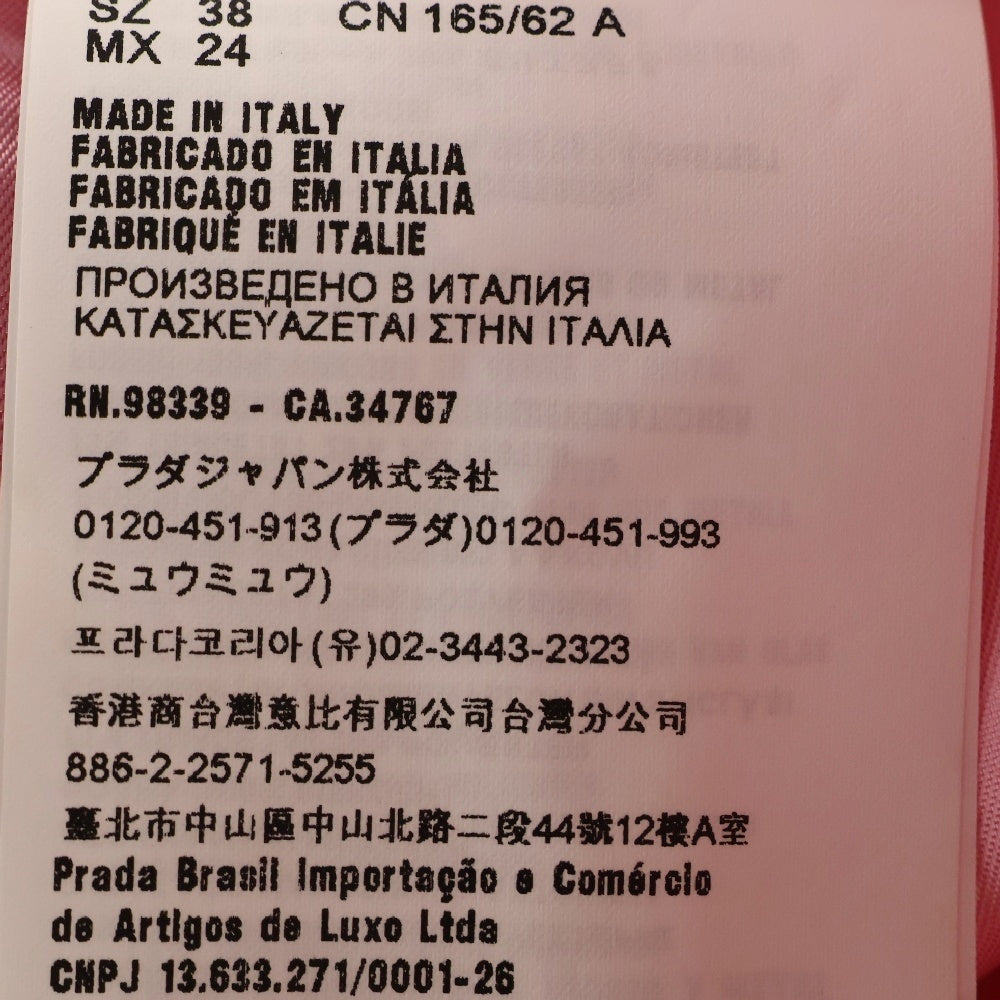 SZ 38 CN 165/62 A
MX 24
MADE IN ITALY
FABRICADO EN ITALIA
FABRICADO EM ITÁLIA
FABRIQUÉ EN ITALIE
ПРОИЗВЕДЕНО В ИТАЛИЯ
ΚΑΤΑΣΚΕΥΑΖΕΤΑΙ ΣΤΗΝ ΙΤΑΛΙΑ
RN.98339 - CA.34767
プラダジャパン株式会社
0120-451-913(プラダ)0120-451-993
(ミュウミュウ)
프라다코리아(유)02-3443-2323
香港商台灣意比有限公司台灣分公司
886-2-2571-5255
臺北市中山區中山北路二段44號12樓A室
Prada Brasil Importação e Comércio
de Artigos de Luxo Ltda
CNPJ 13.633.271/0001-26